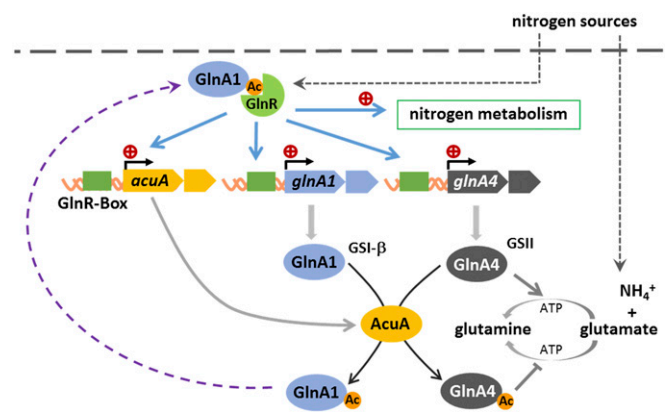 nitrogen sources
GlnA1
Ac
GlnR
⊕
nitrogen metabolism
⊕ ⊕ ⊕
acuA glnA1 glnA4
GlnR-Box
GlnA1 GSI-β GlnA4 GSII
NH₄⁺
+
ATP
AcuA glutamine glutamate
ATP
GlnA1 Ac GlnA4 Ac